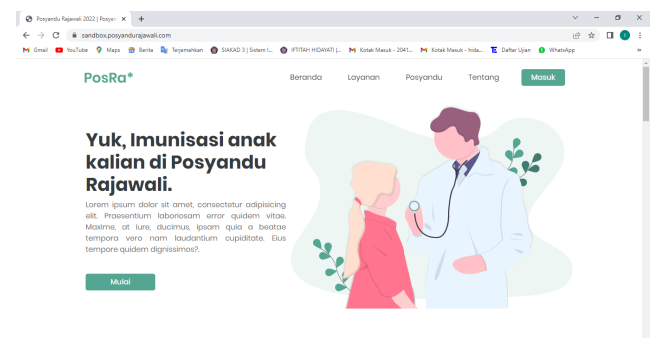 Posyandu Rajawali 2022 | Posyan
sandbox.posyandurajawali.com
Gmail YouTube Maps Berita Terjemahkan SIAKAD 3 | Sistem I... IFTITAH HIDAYATI |... Kotak Masuk - 2041... Kotak Masuk - hida... Daftar Ujian WhatsApp
PosRa* Beranda Layanan Posyandu Tentang Masuk
Yuk, Imunisasi anak
kalian di Posyandu
Rajawali.
Lorem ipsum dolor sit amet, consectetur adipisicing
elit. Praesentium laboriosam error quidem vitae.
Maxime, at iure, ducimus, ipsam quia a beatae
tempora vero nam laudantium cupiditate. Eius
tempore quidem dignissimos?.
Mulai